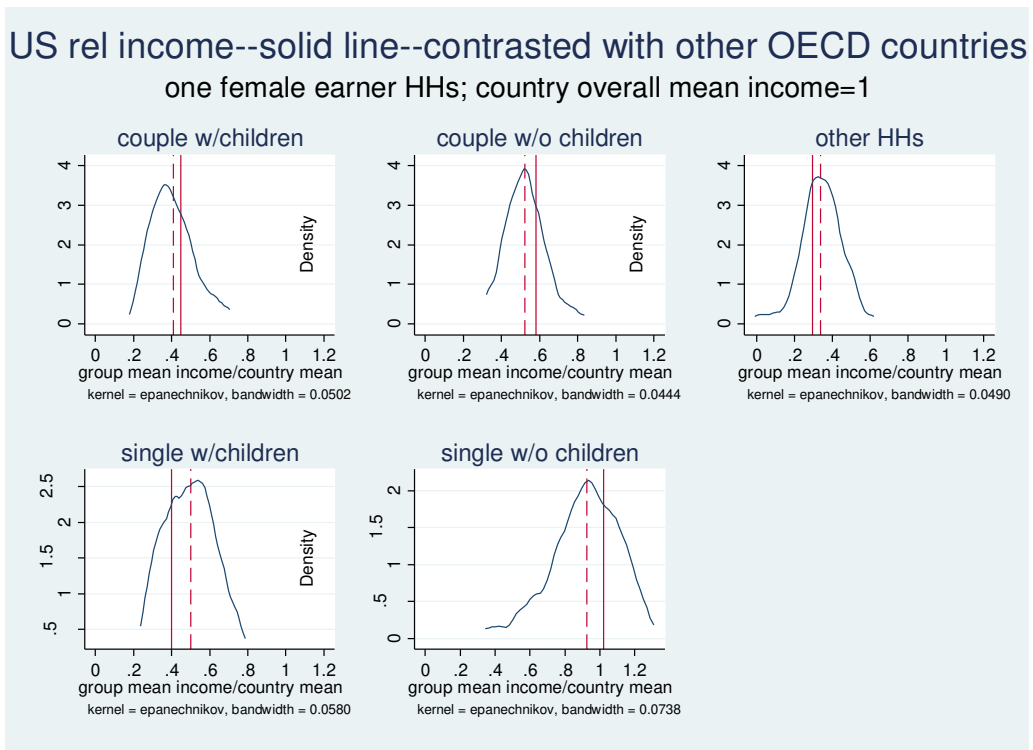 US rel income--solid line--contrasted with other OECD countries
one female earner HHs; country overall mean income=1
couple w/children
4
3
2
1
0
0 .2 .4 .6 .8 1 1.2
group mean income/country mean
kernel = epanechnikov, bandwidth = 0.0502
Density
couple w/o children
4
3
2
1
0
0 .2 .4 .6 .8 1 1.2
group mean income/country mean
kernel = epanechnikov, bandwidth = 0.0444
Density
other HHs
4
3
2
1
0
0 .2 .4 .6 .8 1 1.2
group mean income/country mean
kernel = epanechnikov, bandwidth = 0.0490
single w/children
2.5
2
1.5
1
.5
0 .2 .4 .6 .8 1 1.2
group mean income/country mean
kernel = epanechnikov, bandwidth = 0.0580
Density
single w/o children
2
1.5
1
.5
0
0 .2 .4 .6 .8 1 1.2
group mean income/country mean
kernel = epanechnikov, bandwidth = 0.0738